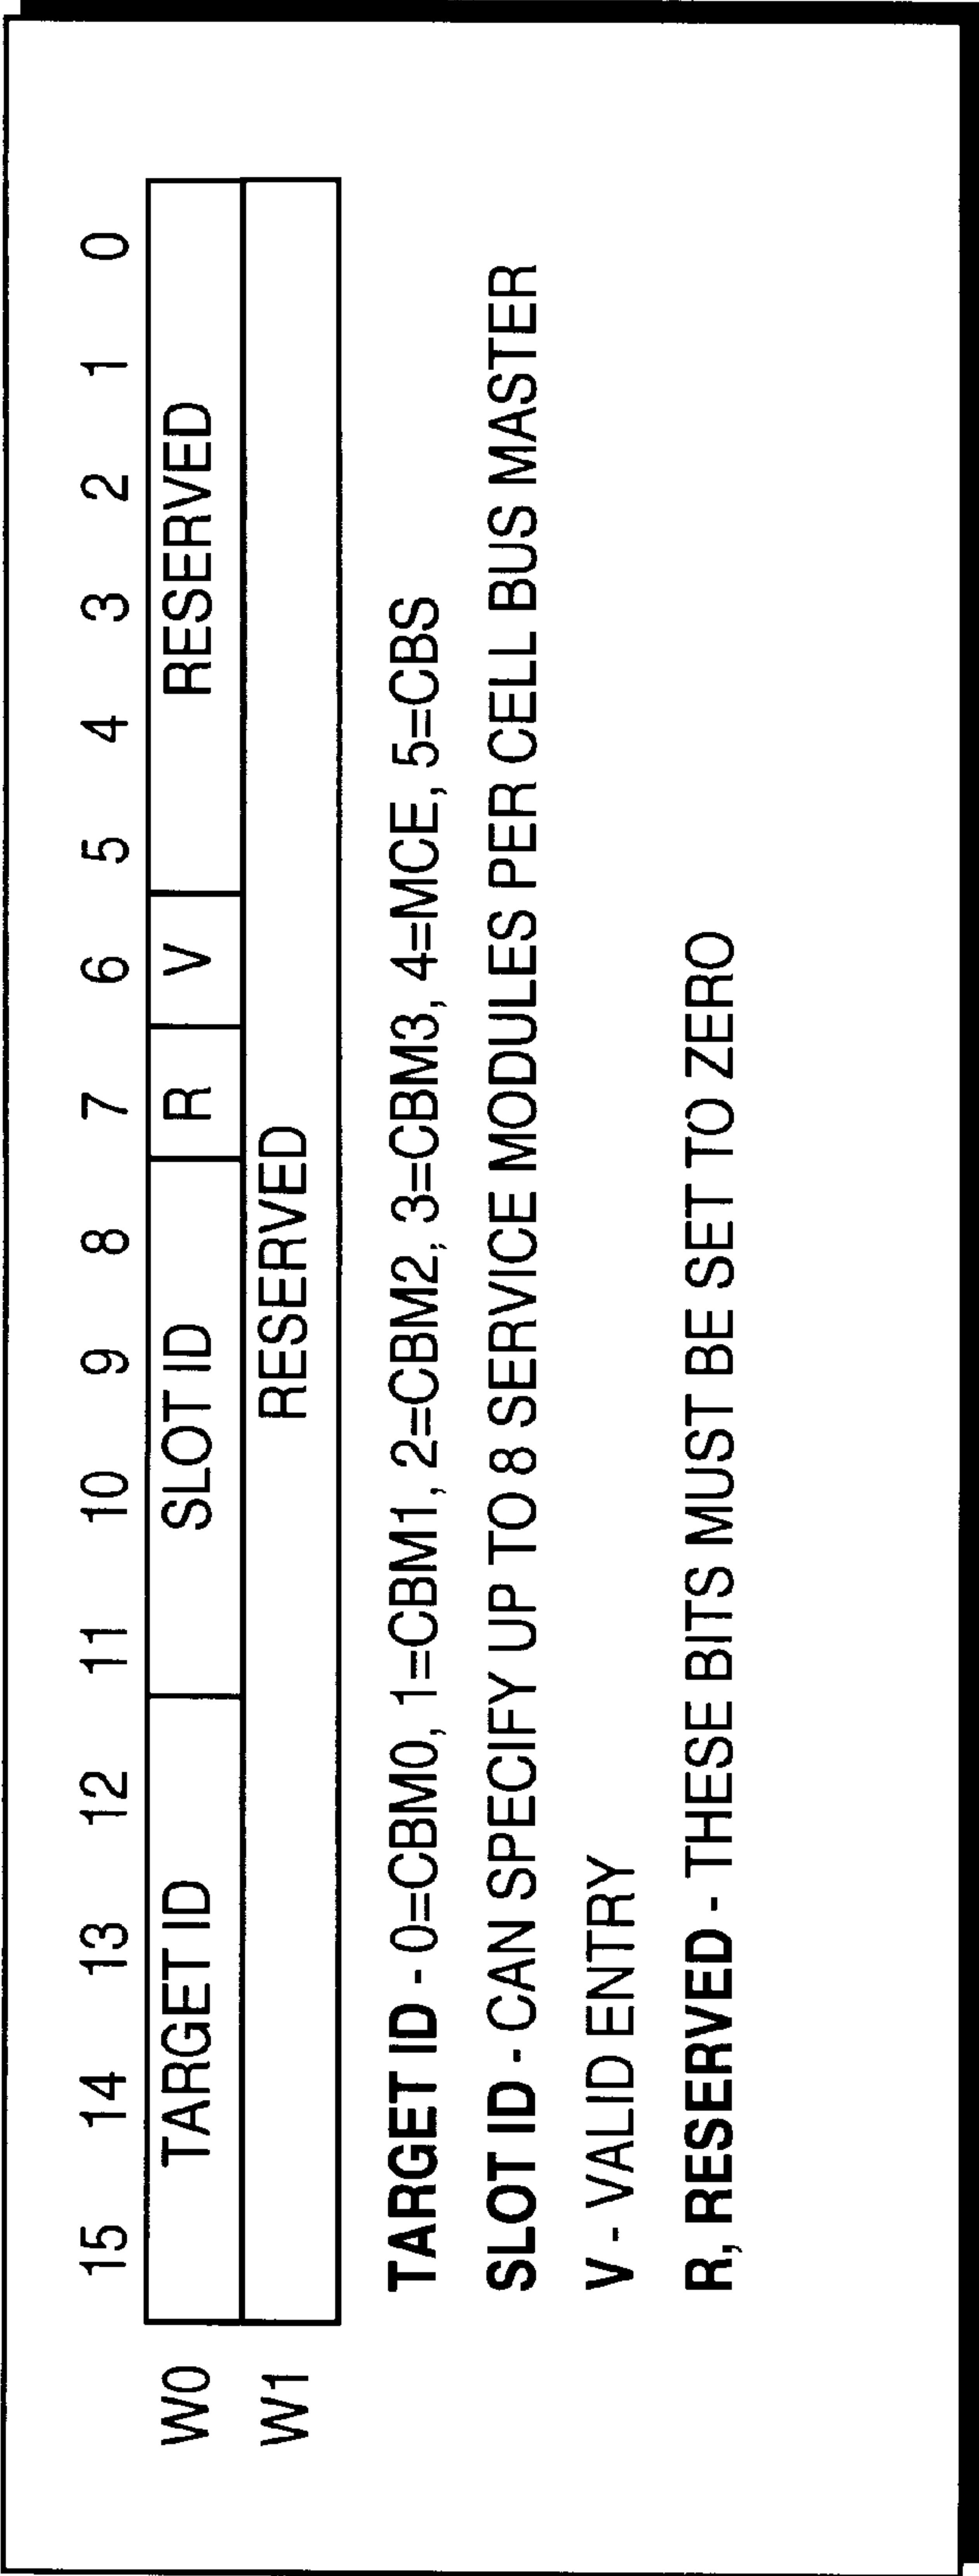 15 14 13 12 11 10 9 8 7 6 5 4 3 2 1 0
W0 TARGET ID SLOT ID R V RESERVED
W1 RESERVED
TARGET ID - 0=CBM0, 1=CBM1, 2=CBM2, 3=CBM3, 4=MCE, 5=CBS
SLOT ID - CAN SPECIFY UP TO 8 SERVICE MODULES PER CELL BUS MASTER
V - VALID ENTRY
R, RESERVED - THESE BITS MUST BE SET TO ZERO